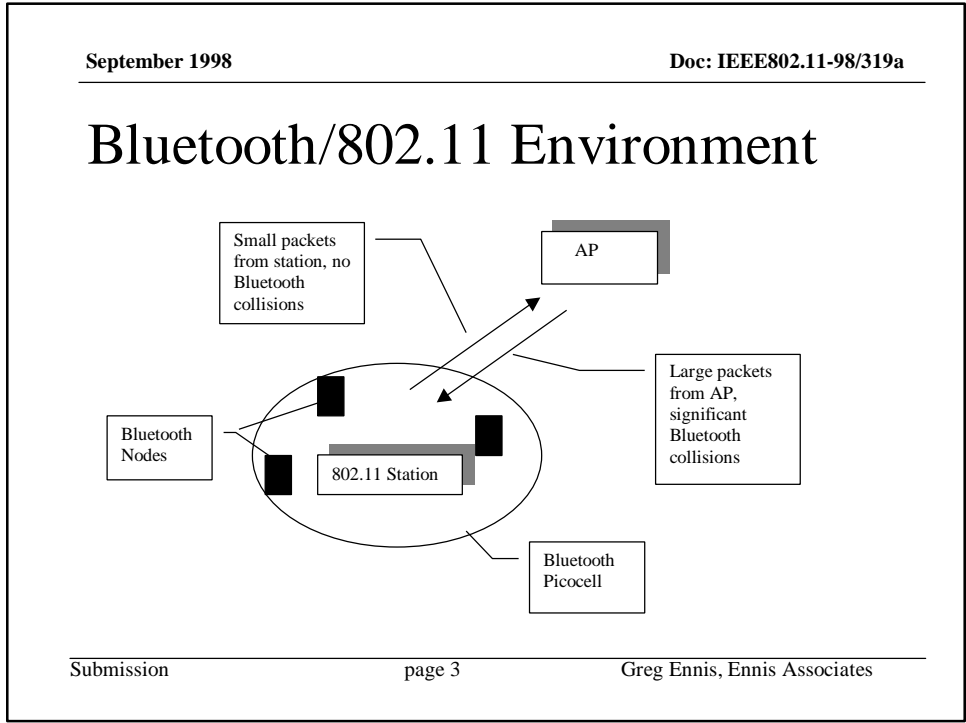 September 1998
Doc: IEEE802.11-98/319a
Bluetooth/802.11 Environment
Small packets
from station, no
Bluetooth
collisions
AP
Large packets
from AP,
significant
Bluetooth
collisions
Bluetooth
Nodes
802.11 Station
Bluetooth
Picocell
Submission
page 3
Greg Ennis, Ennis Associates